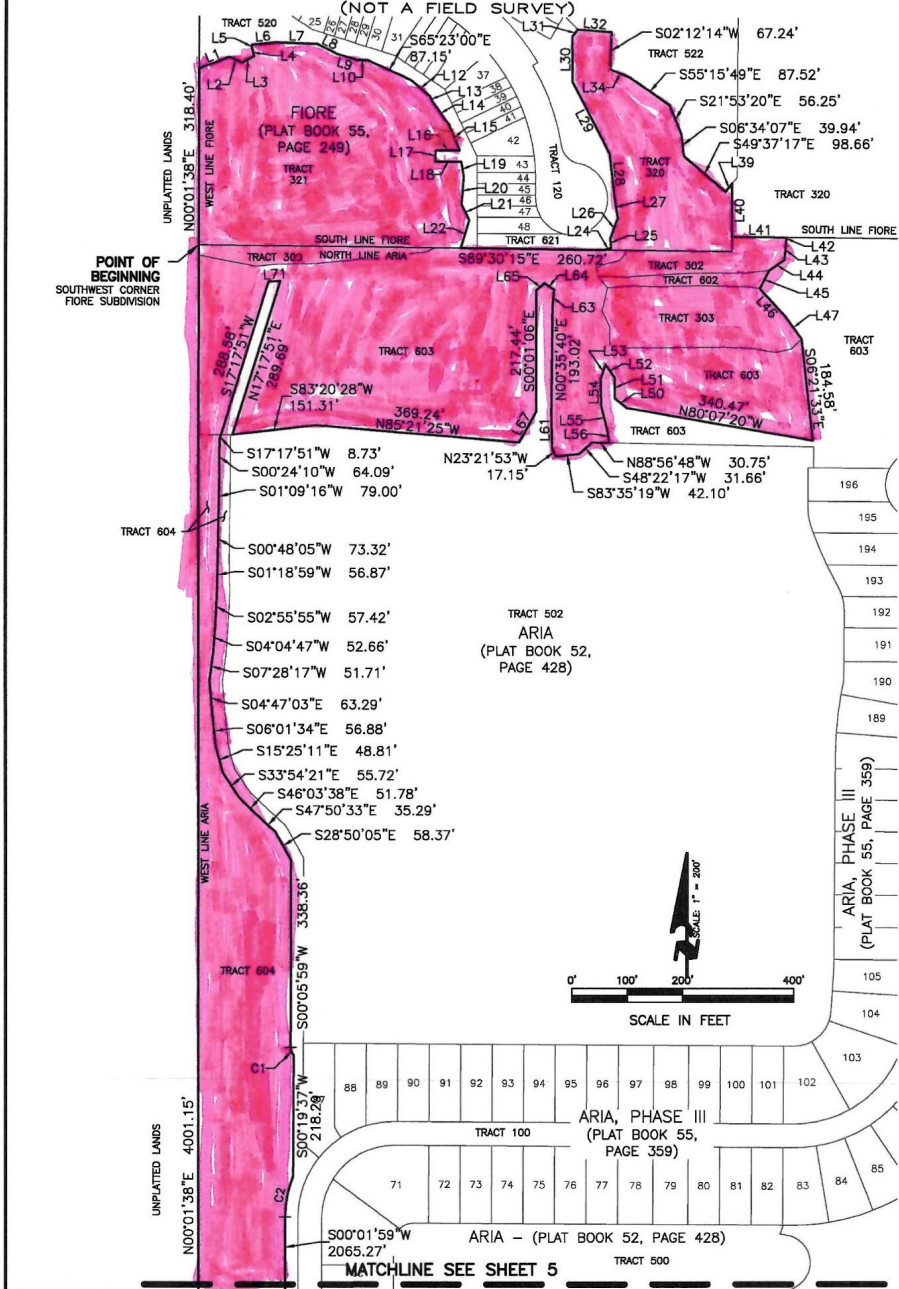 (NOT A FIELD SURVEY)
TRACT 520
25
26
27
28
29
30
31
L31
L32
S02°12'14"W 67.24'
L5
L6
L7
L8
L1
L4
L2
L3
L9
L10
S65°23'00"E
87.15'
L30
TRACT 522
L12
37
S55°15'49"E 87.52'
L13
38
L34
39
L14
40
S21°53'20"E 56.25'
41
FIORE
(PLAT BOOK 55,
PAGE 249)
L15
L16
L29
S06°34'07"E 39.94'
42
S49°37'17"E 98.66'
L17
L18
TRACT
321
L19
43
TRACT
320
L39
44
TRACT 120
L28
L20
45
L40
TRACT 320
46
L26
L27
L21
47
L22
48
L24
L25
L41
SOUTH LINE FIORE
UNPLATTED LANDS
N00°01'38"E 318.40'
WEST LINE FIORE
SOUTH LINE FIORE
TRACT 621
L42
POINT OF
BEGINNING
SOUTHWEST CORNER
FIORE SUBDIVISION
TRACT 303
NORTH LINE ARIA
S89°30'15"E 260.72'
TRACT 302
L43
L71
L65
L64
TRACT 602
L44
L45
L63
L46
TRACT 303
L47
288.58'
S17°17'51"W
N17°17'51"E
289.69'
TRACT 603
217.44'
S00°01'06"E
N00°35'40"E
193.02'
TRACT
603
L53
L52
L54
L51
L50
TRACT 603
184.58'
S06°21'33"E
S83°20'28"W
151.31'
369.24'
N85°21'25"W
L67
L61
L55
L56
340.47'
N80°07'20"W
TRACT 603
S17°17'51"W 8.73'
N23°21'53"W
17.15'
N88°56'48"W 30.75'
S00°24'10"W 64.09'
S48°22'17"W 31.66'
S01°09'16"W 79.00'
S83°35'19"W 42.10'
196
195
TRACT 604
194
S00°48'05"W 73.32'
S01°18'59"W 56.87'
193
S02°55'55"W 57.42'
TRACT 502
ARIA
(PLAT BOOK 52,
PAGE 428)
192
S04°04'47"W 52.66'
191
S07°28'17"W 51.71'
190
S04°47'03"E 63.29'
189
S06°01'34"E 56.88'
S15°25'11"E 48.81'
S33°54'21"E 55.72'
S46°03'38"E 51.78'
S47°50'33"E 35.29'
S28°50'05"E 58.37'
WEST LINE ARIA
ARIA, PHASE III
(PLAT BOOK 55, PAGE 359)
S00°05'59"W 338.36'
SCALE: 1" = 200'
TRACT 604
105
0' 100' 200' 400'
104
SCALE IN FEET
C1
103
88 89 90 91 92 93 94 95 96 97 98 99 100 101 102
S00°19'37"W
218.29'
ARIA, PHASE III
(PLAT BOOK 55,
PAGE 359)
TRACT 100
UNPLATTED LANDS
N00°01'38"E 4001.15'
71 72 73 74 75 76 77 78 79 80 81 82 83 84 85
C2
S00°01'59"W
2065.27'
ARIA - (PLAT BOOK 52, PAGE 428)
TRACT 500
MATCHLINE SEE SHEET 5